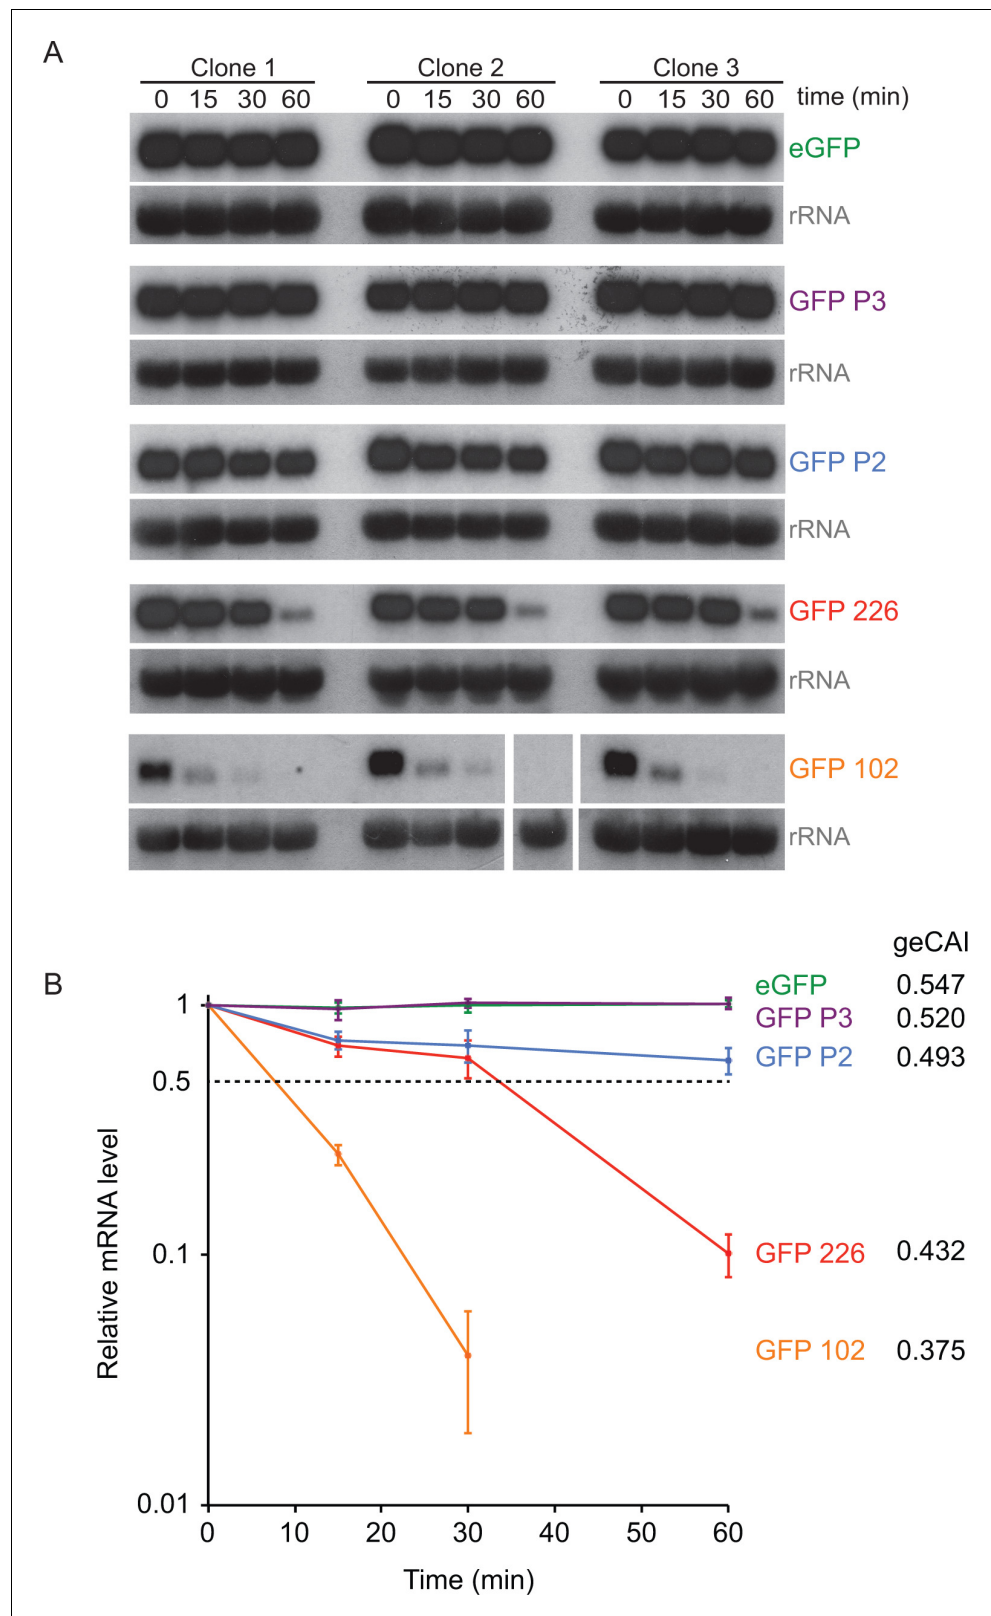 A
Clone 1 Clone 2 Clone 3
0 15 30 60 0 15 30 60 0 15 30 60 time (min)
eGFP
rRNA
GFP P3
rRNA
GFP P2
rRNA
GFP 226
rRNA
GFP 102
rRNA
geCAI
B
1
eGFP 0.547
GFP P3 0.520
GFP P2 0.493
0.5
Relative mRNA level
0.1
GFP 226 0.432
GFP 102 0.375
0.01
0 10 20 30 40 50 60
Time (min)